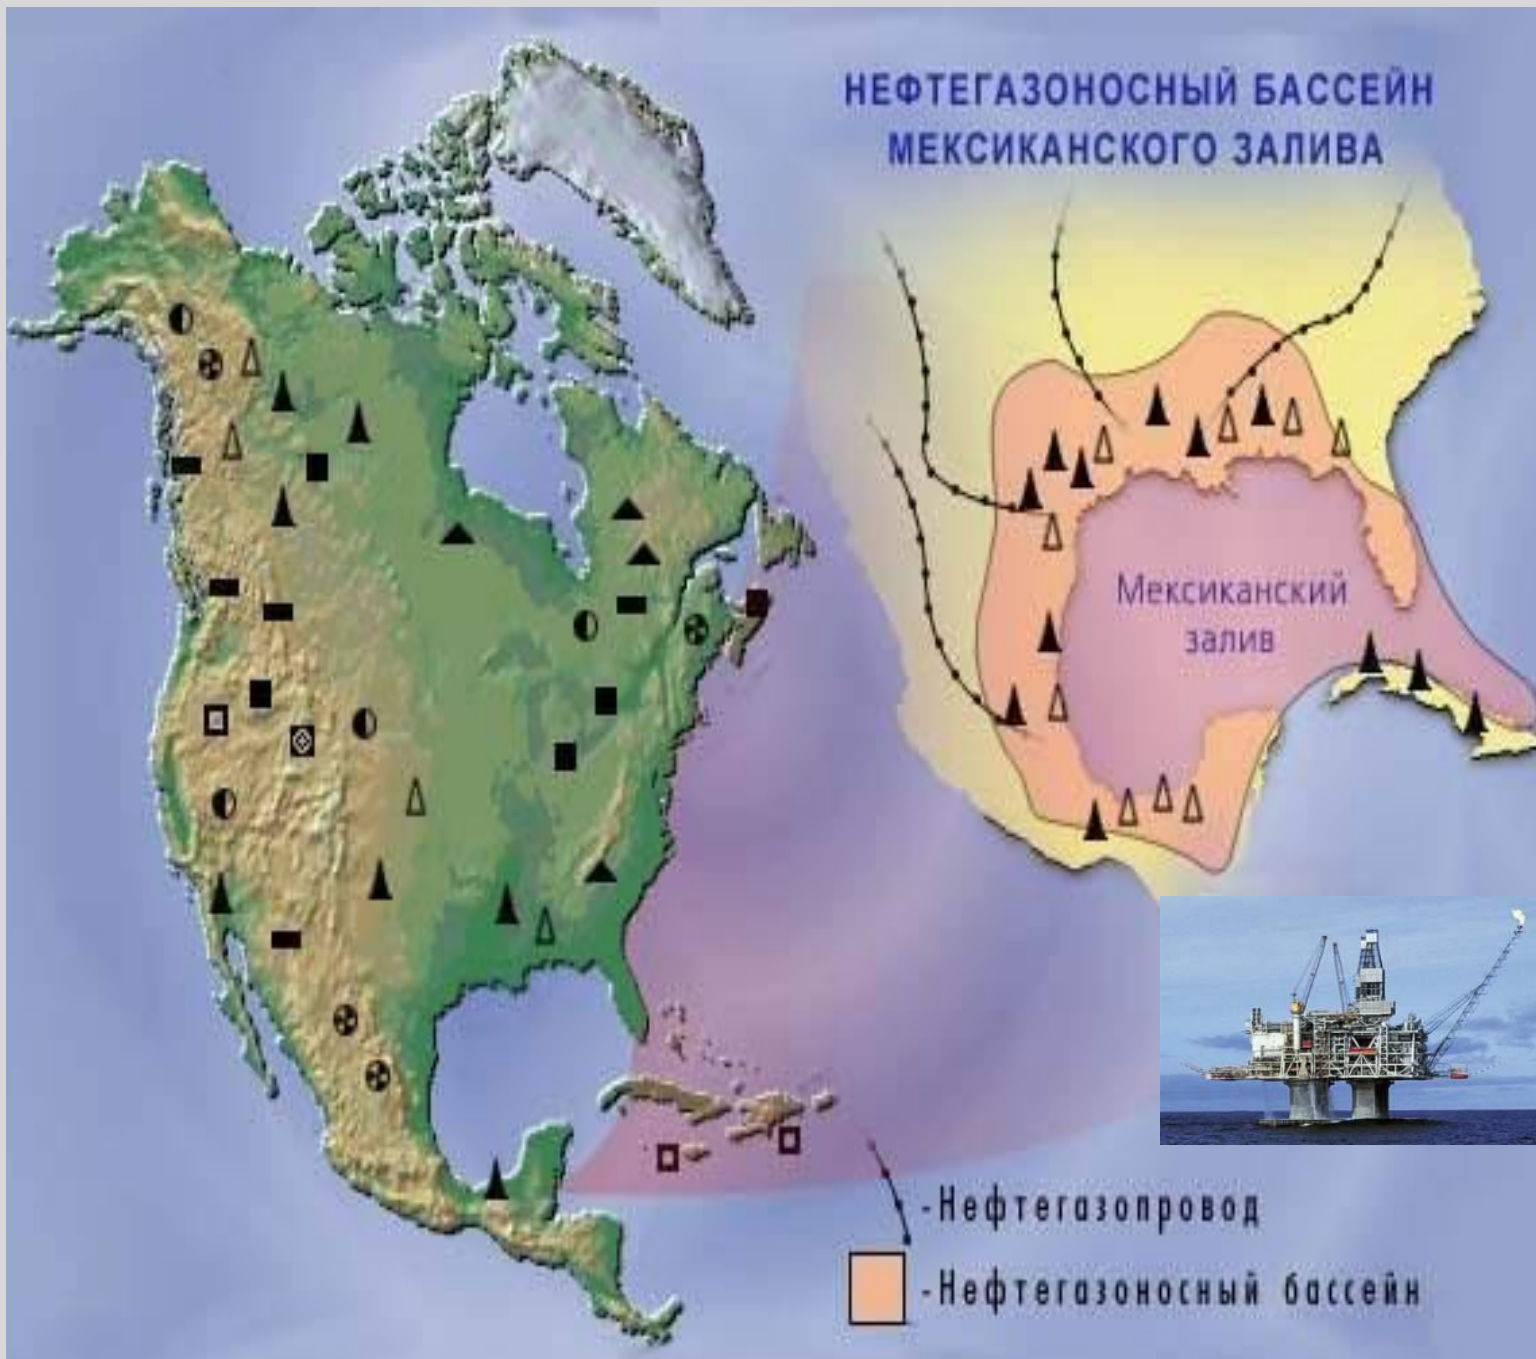 НЕФТЕГАЗОНОСНЫЙ БАССЕЙН
МЕКСИКАНСКОГО ЗАЛИВА
Мексиканский
залив
-Нефтегазопровод
-Нефтегазоносный бассейн